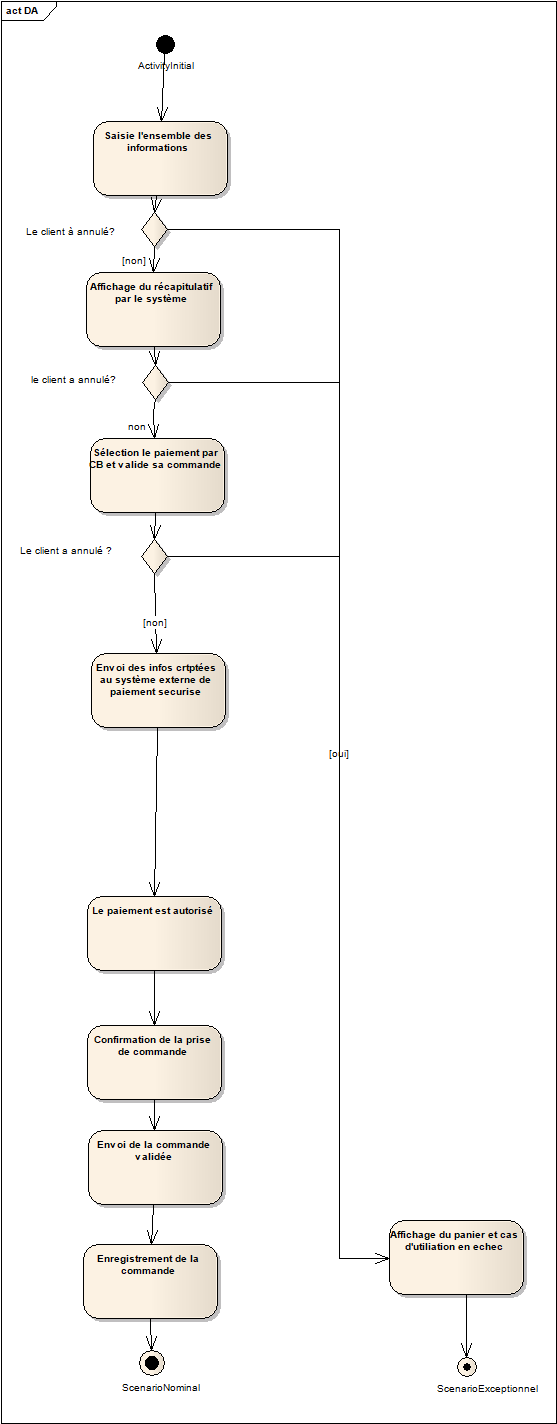 act DA
ActivityInitial
Saisie l'ensemble des
informations
Le client à annulé?
[non]
Affichage du récapitulatif
par le système
le client a annulé?
non
Sélection le paiement par
CB et valide sa commande
Le client a annulé ?
[non]
Envoi des infos crtptées
au système externe de
paiement securise
[oui]
Le paiement est autorisé
Confirmation de la prise
de commande
Envoi de la commande
validée
Affichage du panier et cas
d'utiliation en echec
Enregistrement de la
commande
ScenarioNominal
ScenarioExceptionnel